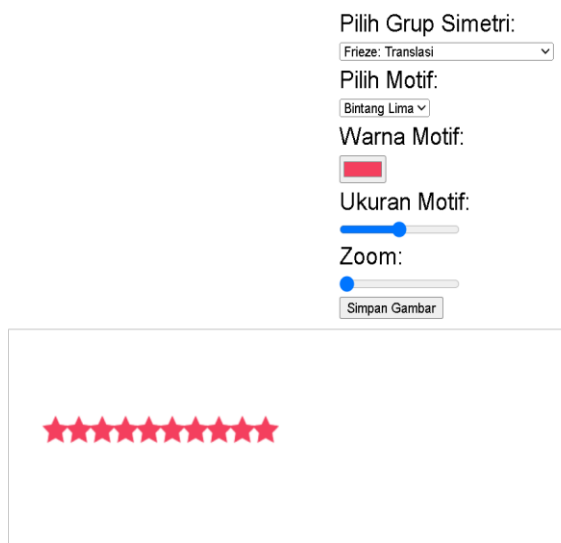 Pilih Grup Simetri:
Frieze: Translasi
Pilih Motif:
Bintang Lima
Warna Motif:
Ukuran Motif:
Zoom:
Simpan Gambar